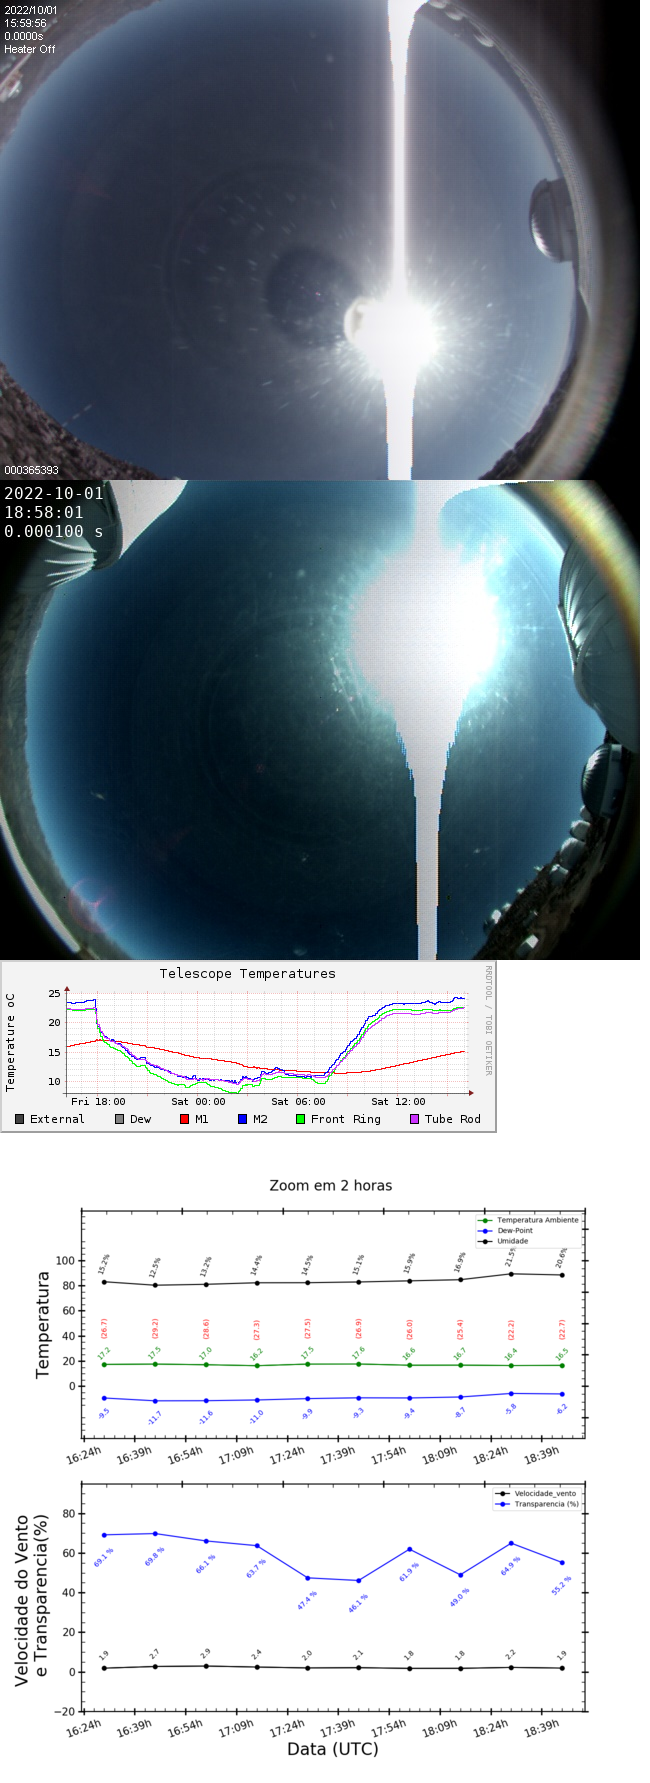 2022/10/01
15:59:56
0.0000s
Heater Off
000365393
2022-10-01
18:58:01
0.000100 s
Telescope Temperatures
RRDTOOL / TOBI OETIKER
Temperature oC
25
20
15
10
Fri 18:00 Sat 00:00 Sat 06:00 Sat 12:00
External Dew M1 M2 Front Ring Tube Rod
Zoom em 2 horas
Temperatura Ambiente
Dew-Point
Umidade
Temperatura
100
80
60
40
20
0
15.2% 12.5% 13.2% 14.4% 14.5% 15.1% 15.9% 16.9% 21.5% 20.6%
(26.7) (29.2) (28.6) (27.3) (27.5) (26.9) (26.0) (25.4) (22.2) (22.7)
17.2 17.5 17.0 16.2 17.5 17.6 16.6 16.7 16.4 16.5
-9.5 -11.7 -11.6 -11.0 -9.9 -9.3 -9.4 -8.7 -5.8 -6.2
16:24h 16:39h 16:54h 17:09h 17:24h 17:39h 17:54h 18:09h 18:24h 18:39h
Velocidade_vento
Transparencia (%)
Velocidade do Vento
e Transparencia(%)
80
60
40
20
0
−20
69.1 % 69.8 % 66.1 % 63.7 % 47.4 % 46.1 % 61.9 % 49.0 % 64.9 % 55.2 %
1.9 2.7 2.9 2.4 2.0 2.1 1.8 1.8 2.2 1.9
16:24h 16:39h 16:54h 17:09h 17:24h 17:39h 17:54h 18:09h 18:24h 18:39h
Data (UTC)